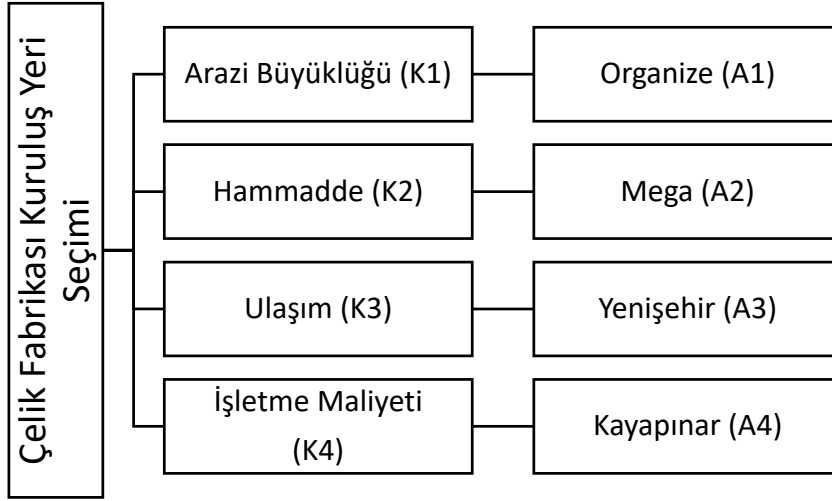 Çelik Fabrikası Kuruluş Yeri
Seçimi
Arazi Büyüklüğü (K1)
Organize (A1)
Hammadde (K2)
Mega (A2)
Ulaşım (K3)
Yenişehir (A3)
İşletme Maliyeti
(K4)
Kayapınar (A4)